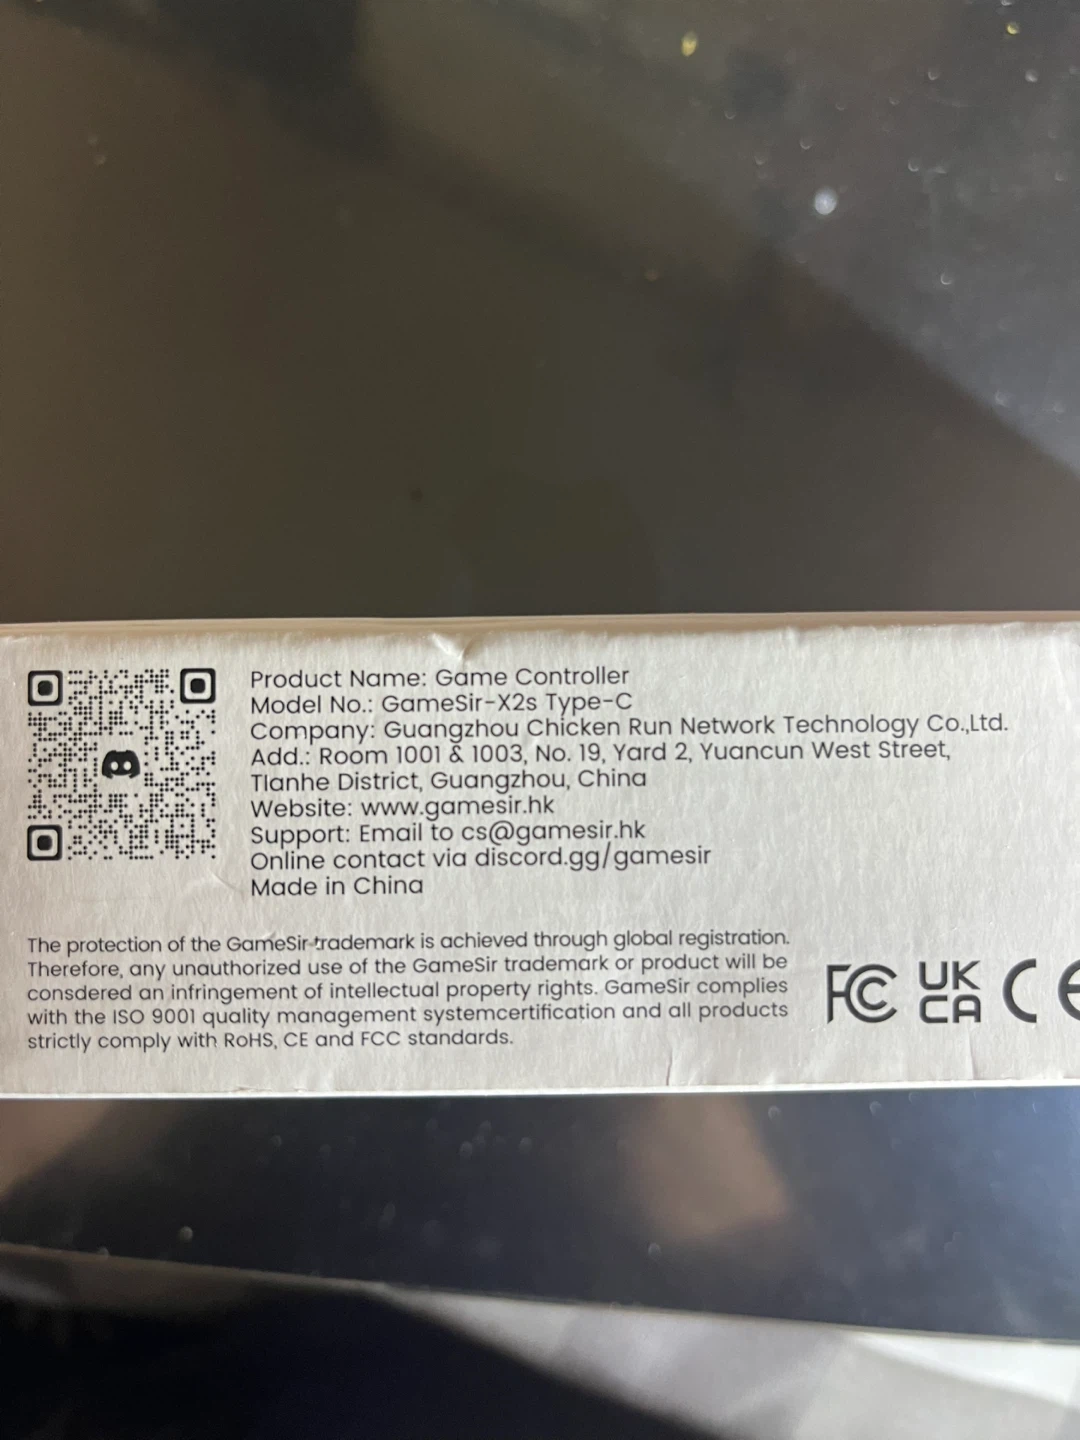 Product Name: Game Controller
Model No.: GameSir-X2s Type-C
Company: Guangzhou Chicken Run Network Technology Co.,Ltd.
Add.: Room 1001 & 1003, No. 19, Yard 2, Yuancun West Street,
TIanhe District, Guangzhou, China
Website: www.gamesir.hk
Support: Email to cs@gamesir.hk
Online contact via discord.gg/gamesir
Made in China
The protection of the GameSir trademark is achieved through global registration.
Therefore, any unauthorized use of the GameSir trademark or product will be
consdered an infringement of intellectual property rights. GameSir complies
with the ISO 9001 quality management systemcertification and all products
strictly comply with RoHS, CE and FCC standards.
FC
UK
CA
CE